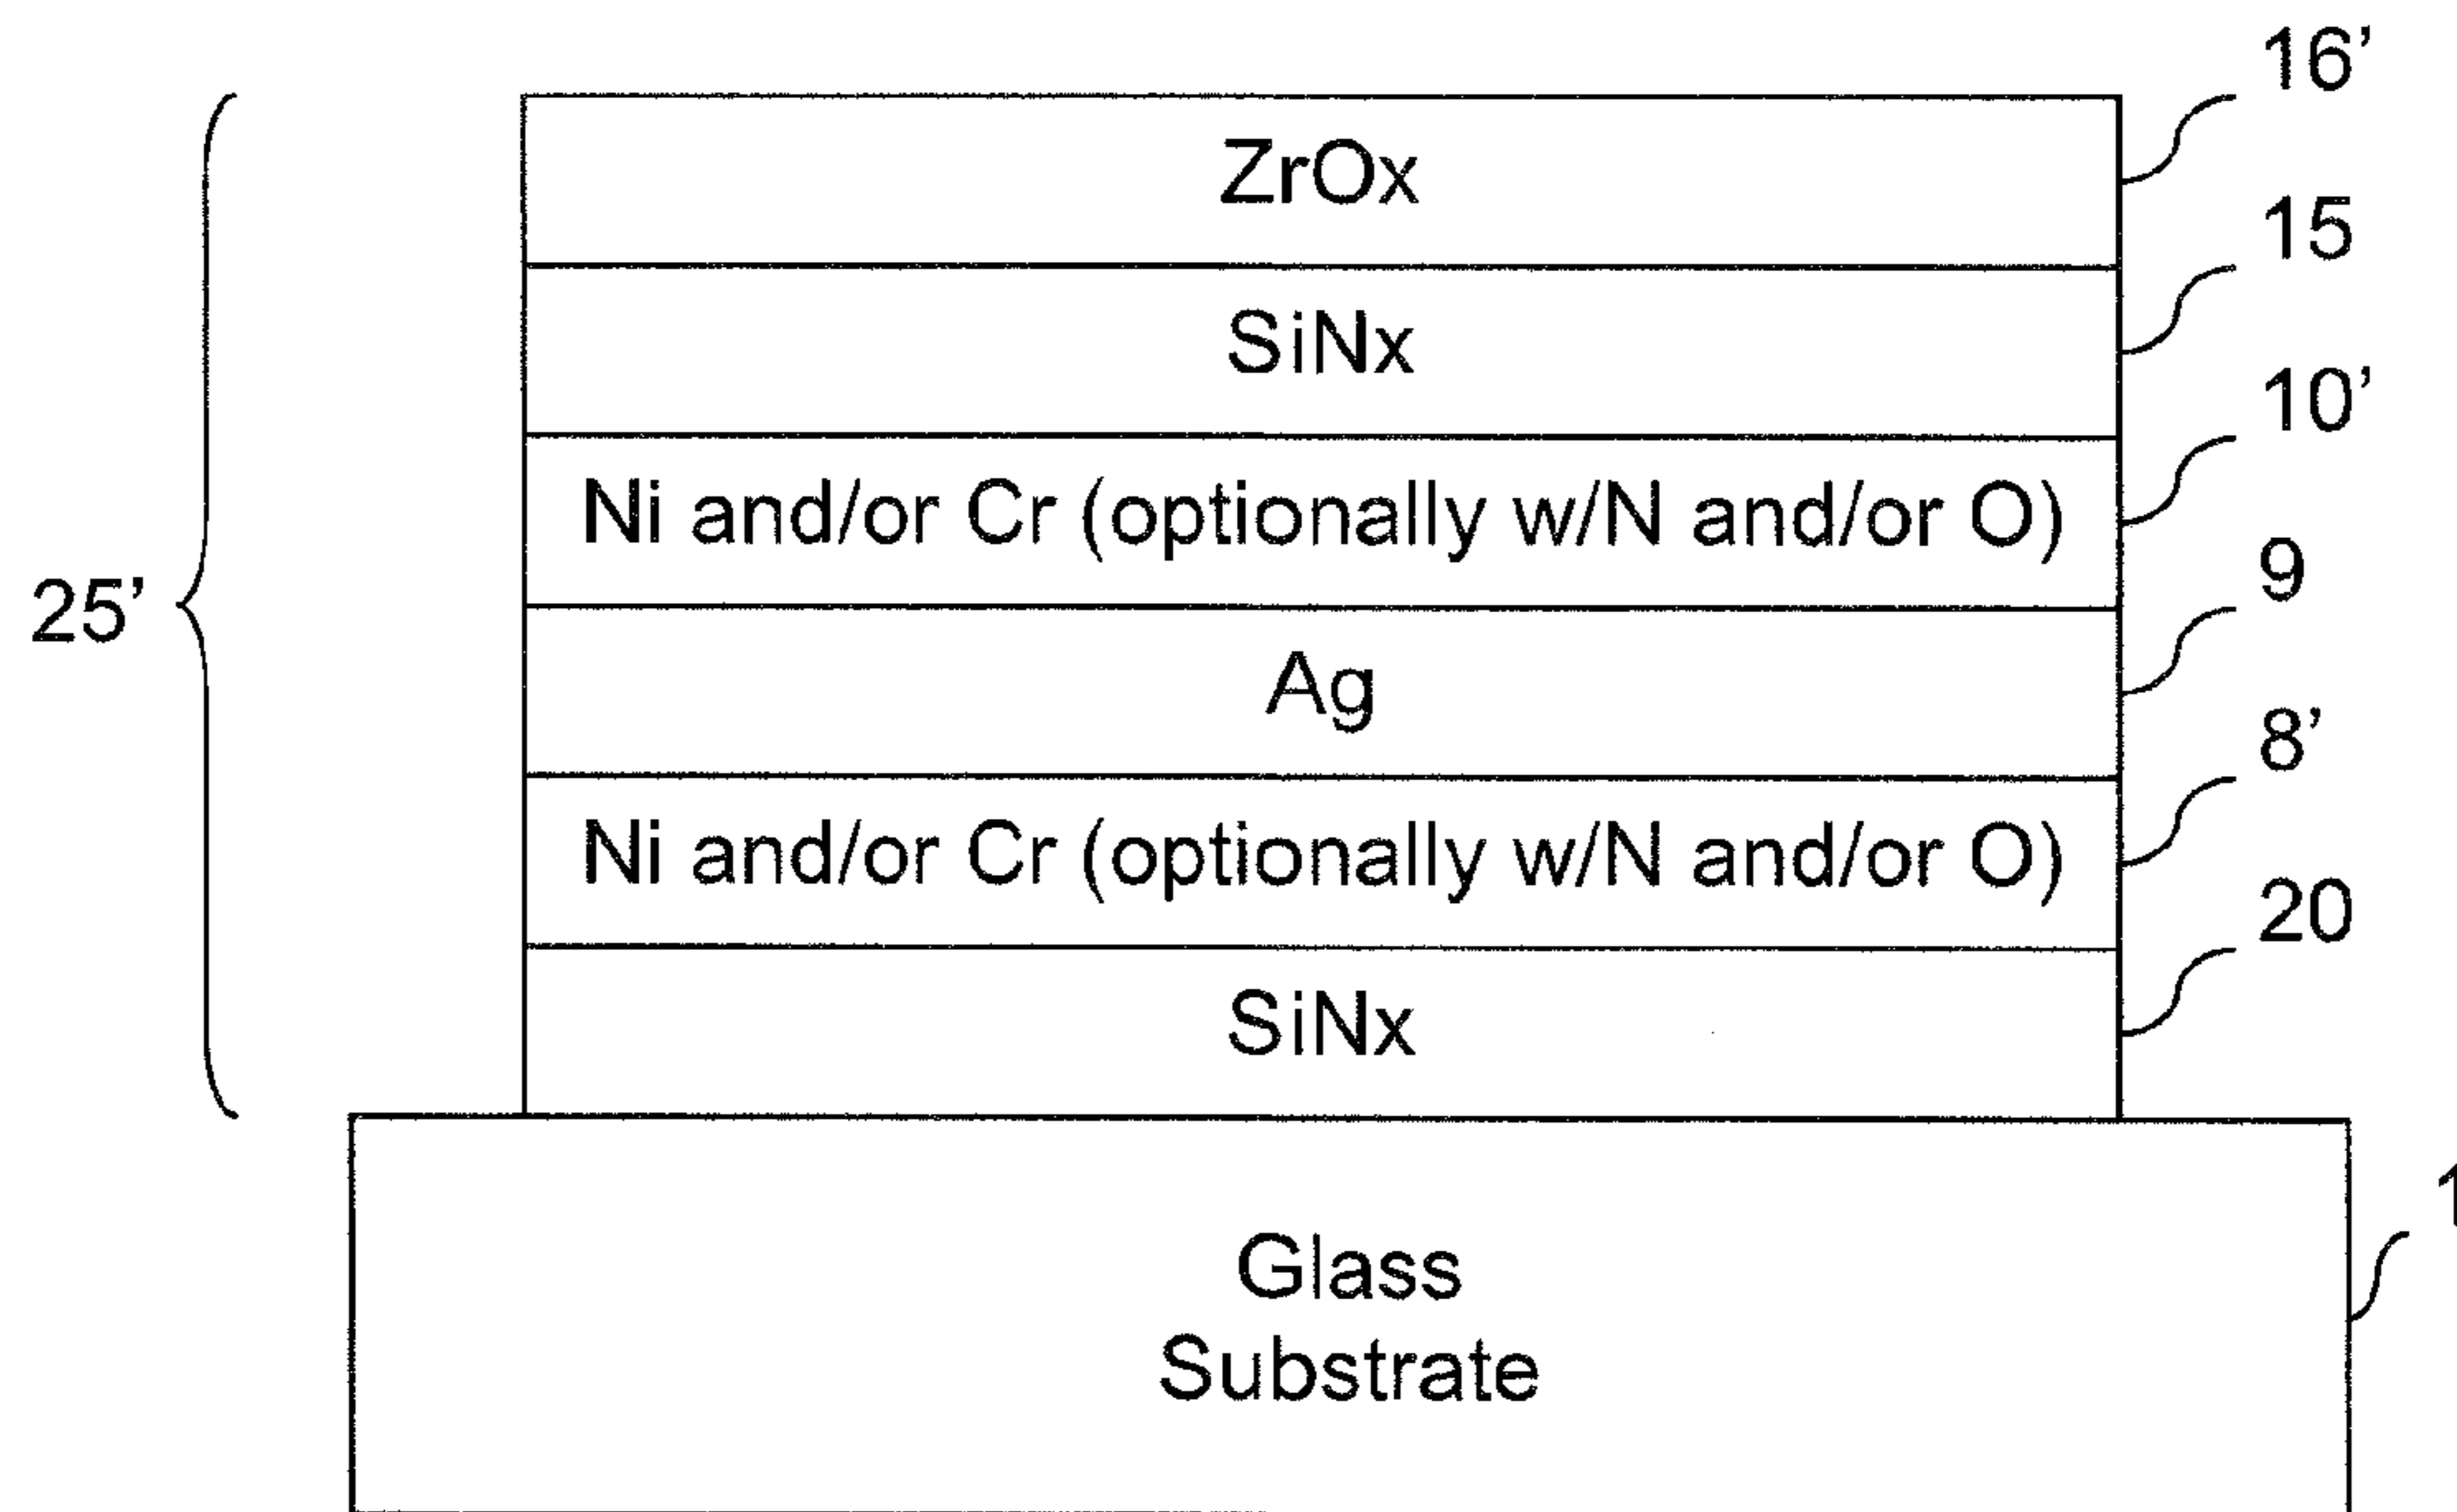 16’
ZrOx
15
SiNx
10’
Ni and/or Cr (optionally w/N and/or O)
9
25’
Ag
8’
Ni and/or Cr (optionally w/N and/or O)
20
SiNx
1
Glass
Substrate